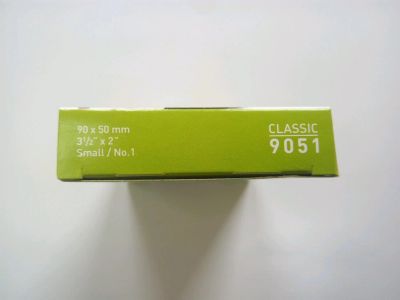 90 x 50 mm
3½" x 2"
Small / No.1
CLASSIC
9051